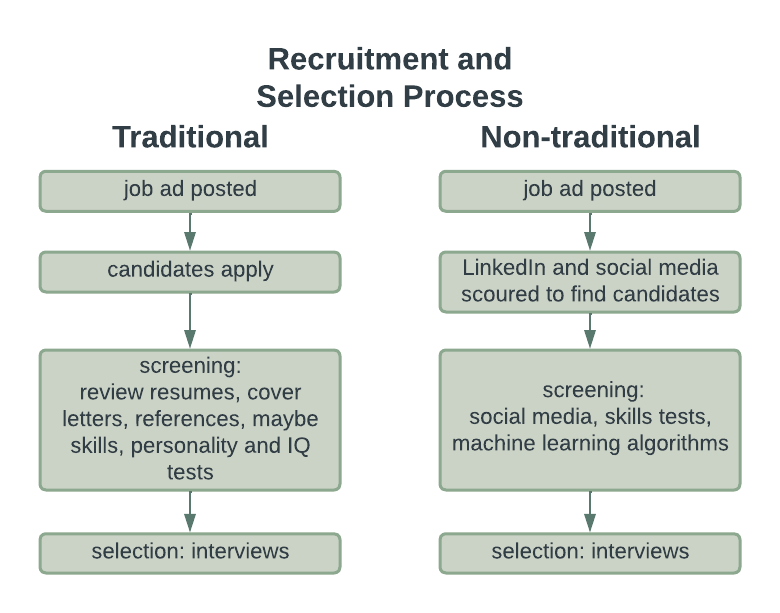 Recruitment and
Selection Process
Traditional
job ad posted
candidates apply
screening:
review resumes, cover
letters, references, maybe
skills, personality and IQ
tests
selection: interviews
Non-traditional
job ad posted
LinkedIn and social media
scoured to find candidates
screening:
social media, skills tests,
machine learning algorithms
selection: interviews